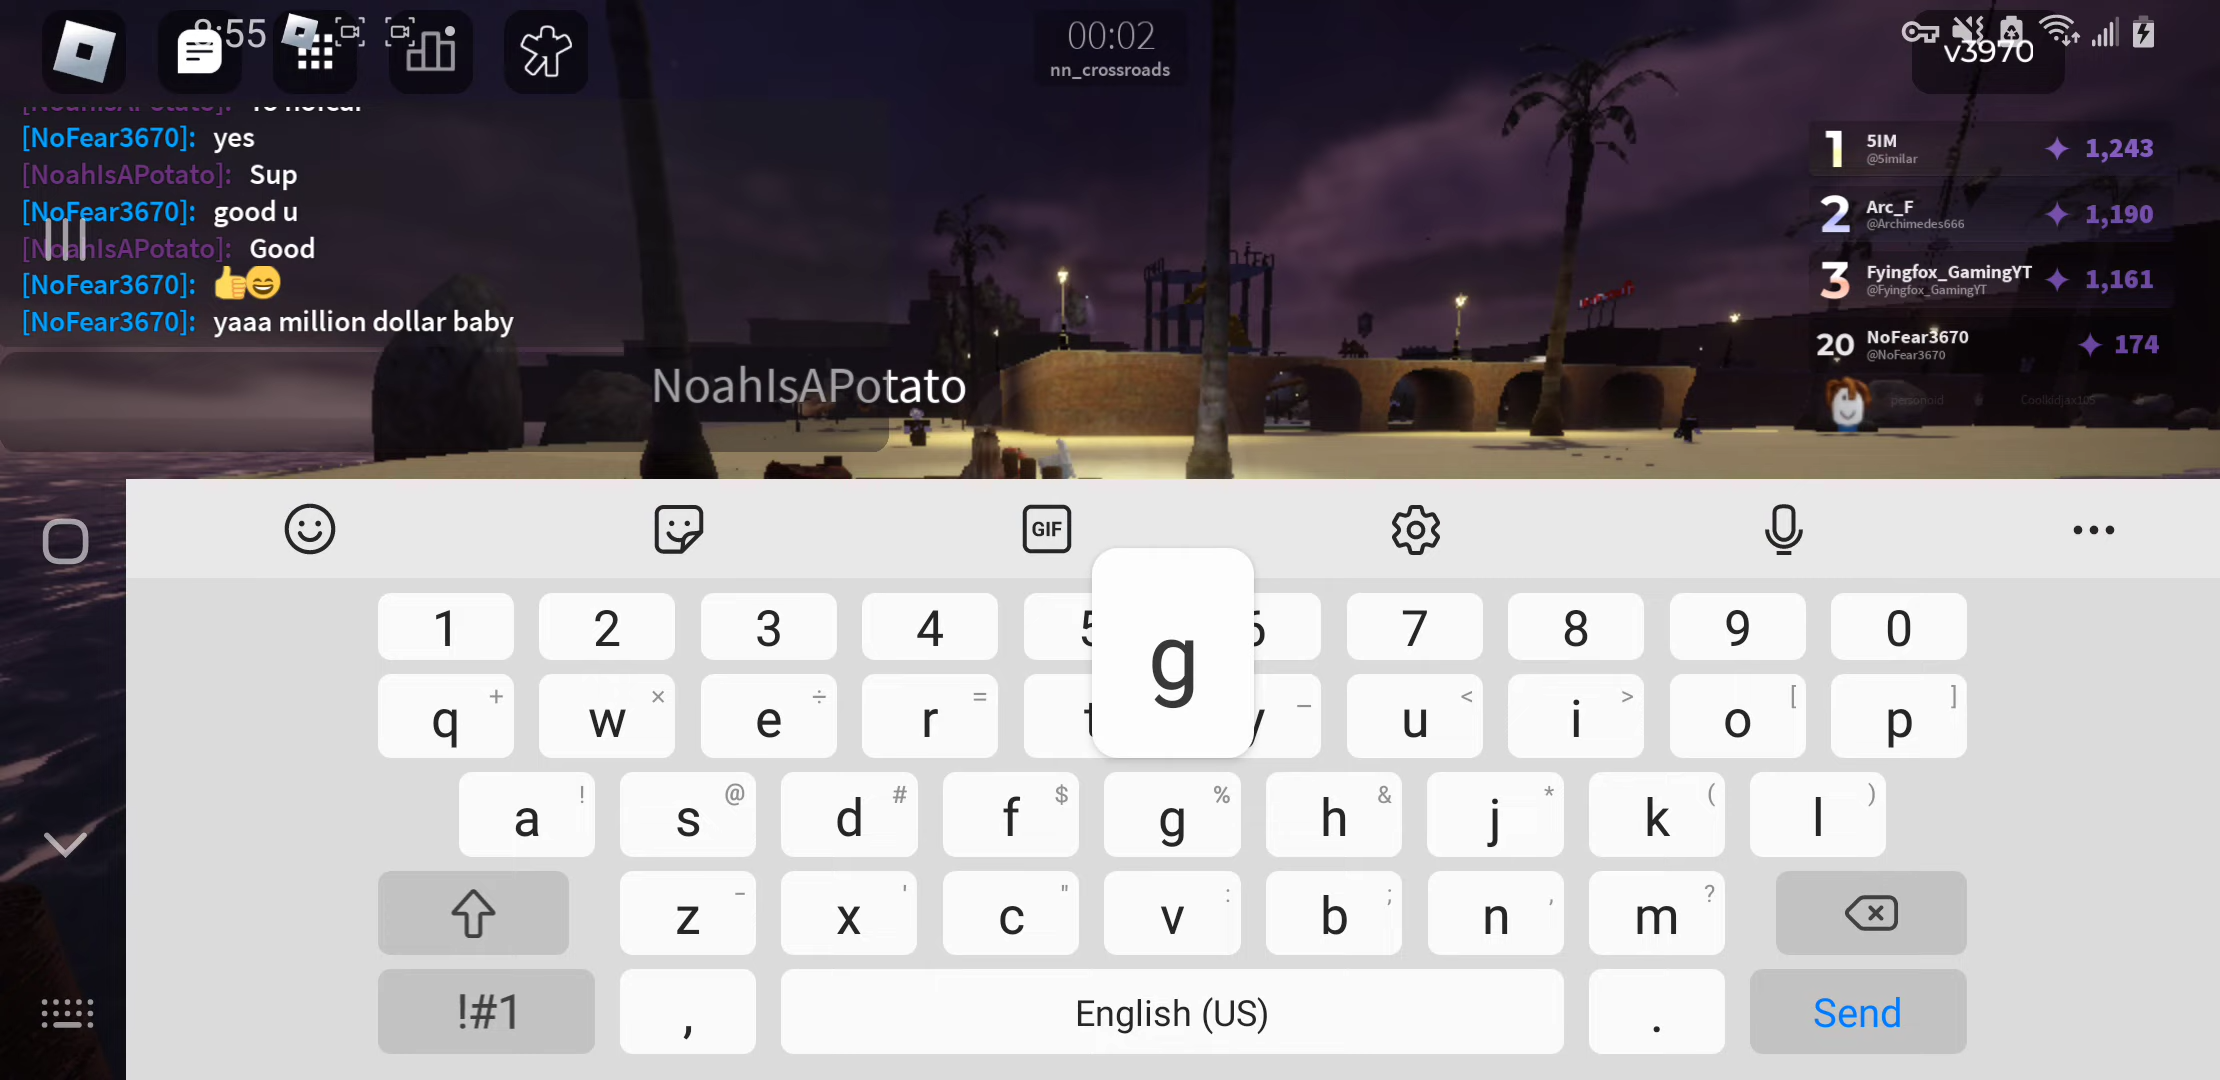 8:55
00:02
nn_crossroads
v3970
[NoFear3670]: yes
[NoahIsAPotato]: Sup
[NoFear3670]: good u
[NoahIsAPotato]: Good
[NoFear3670]: 👍😄
[NoFear3670]: yaaa million dollar baby
NoahIsAPotato
1 5IM 1,243
@5imilar
2 Arc_F 1,190
@Archimedes666
3 Fyingfox_GamingYT 1,161
@Fyingfox_GamingYT
20 NoFear3670 174
@NoFear3670
GIF
1 2 3 4 5 6 7 8 9 0
g
q + w × e ÷ r = t y _ u < i > o [ p ]
a ! s @ d # f $ g % h & j * k ( l )
z - x ' c " v : b ; n , m ?
!#1 , English (US) . Send